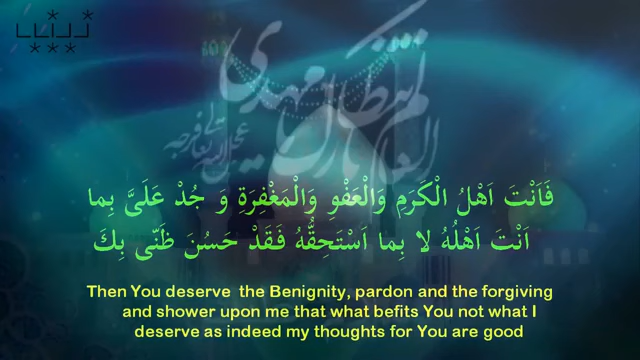 فَاَنْتَ اَهْلُ الْكَرَمِ وَالْعَفْوِ وَالْمَغْفِرَةِ وَ جُدْ عَلَىَّ بِما
اَنْتَ اَهْلُهُ لا بِما اَسْتَحِقُّهُ فَقَدْ حَسُنَ ظَنّى بِكَ
Then You deserve the Benignity, pardon and the forgiving
and shower upon me that what befits You not what I
deserve as indeed my thoughts for You are good